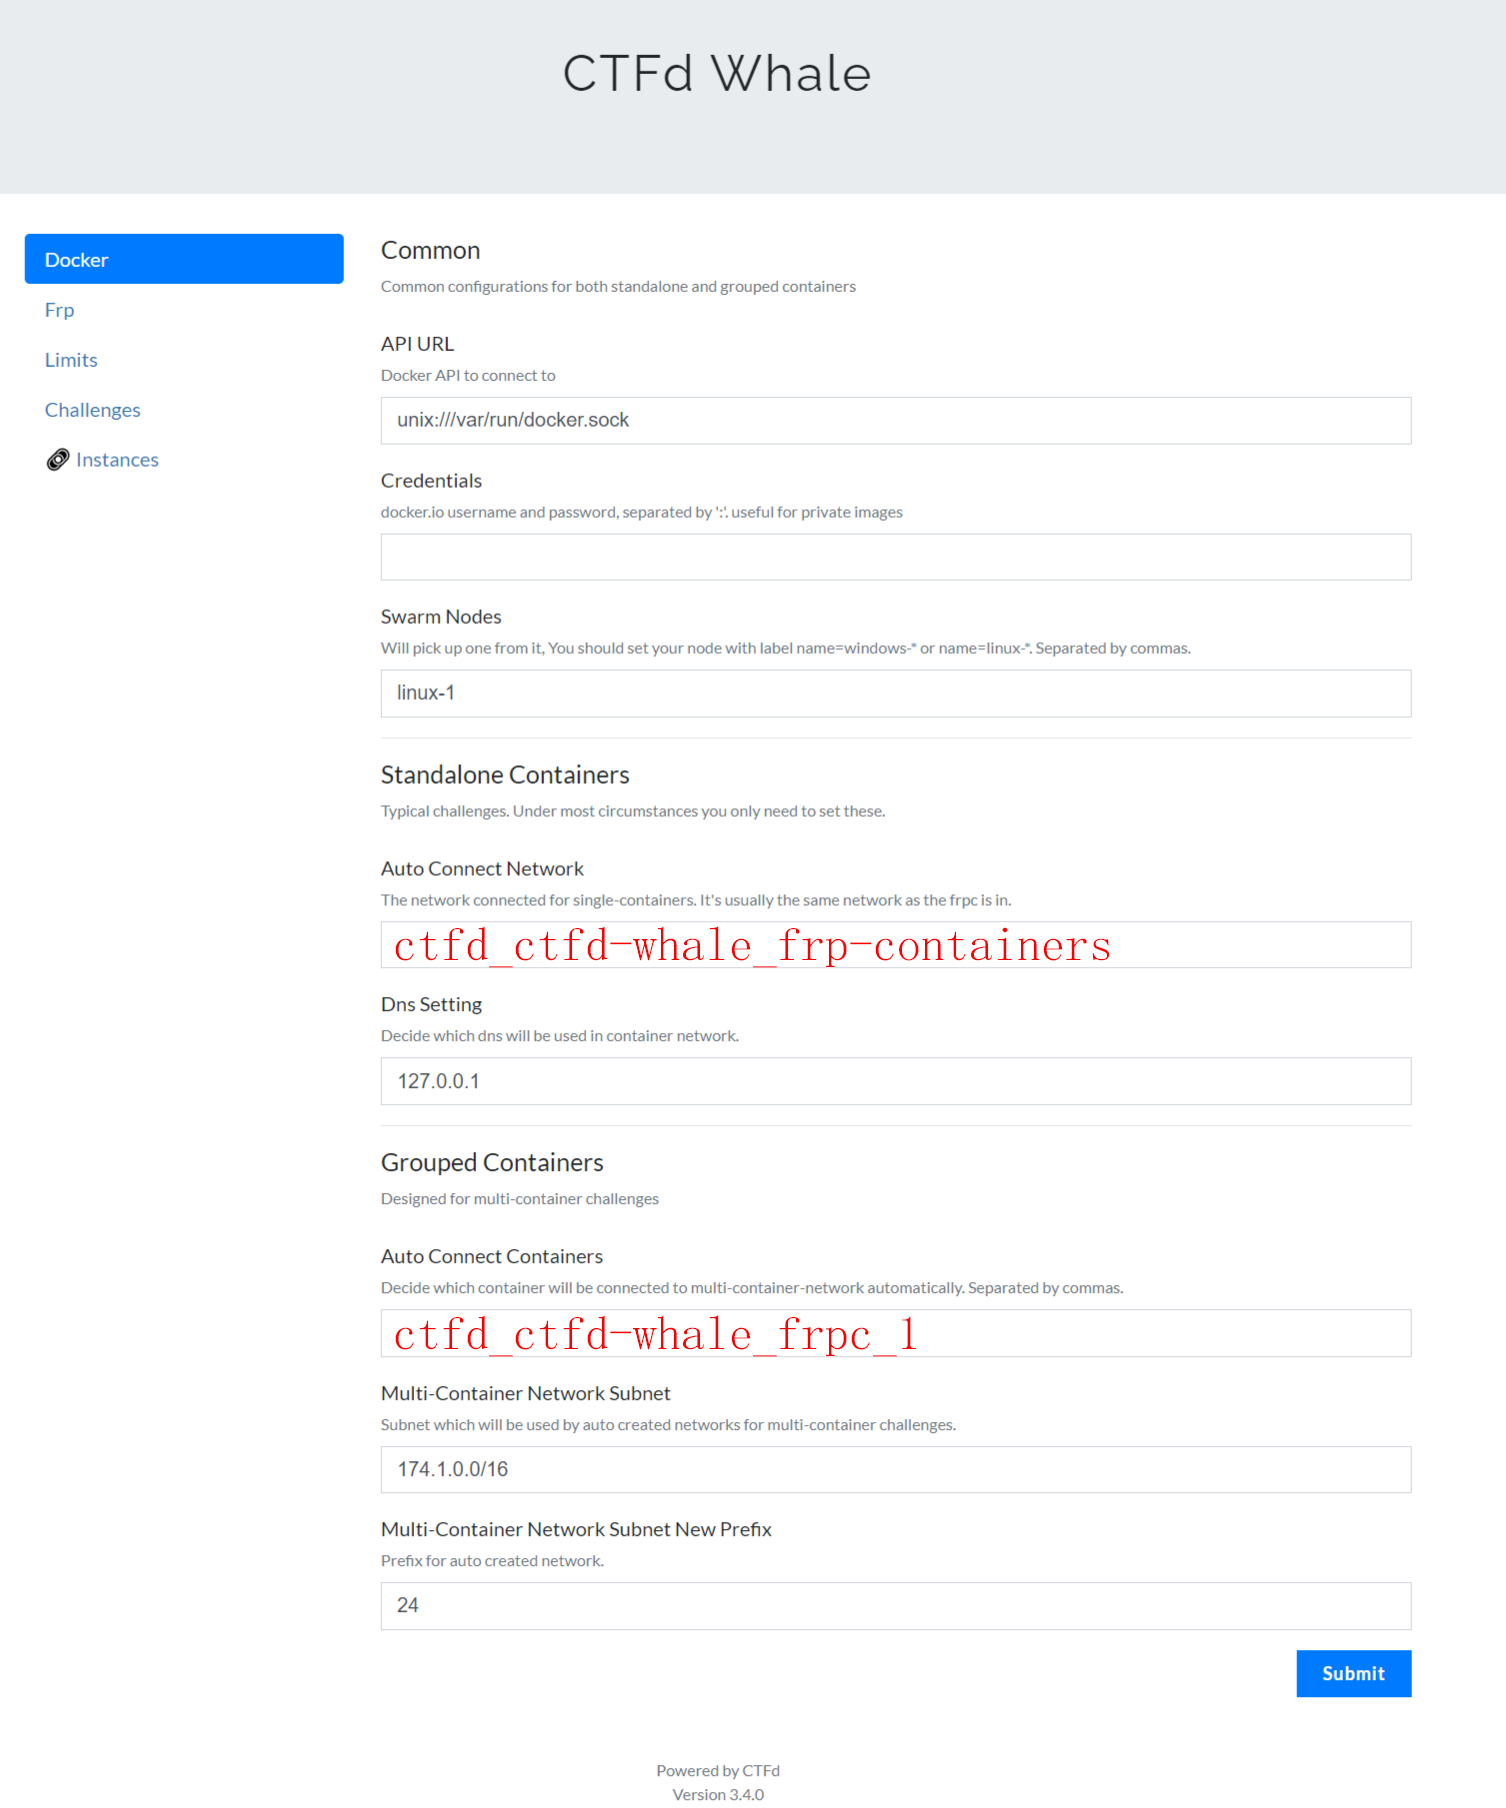 CTFd Whale
Docker
Frp
Limits
Challenges
Instances
Common
Common configurations for both standalone and grouped containers
API URL
Docker API to connect to
unix:///var/run/docker.sock
Credentials
docker.io username and password, separated by ':'. useful for private images
Swarm Nodes
Will pick up one from it, You should set your node with label name=windows-* or name=linux-*. Separated by commas.
linux-1
Standalone Containers
Typical challenges. Under most circumstances you only need to set these.
Auto Connect Network
The network connected for single-containers. It's usually the same network as the frpc is in.
ctfd_ctfd-whale_frp-containers
Dns Setting
Decide which dns will be used in container network.
127.0.0.1
Grouped Containers
Designed for multi-container challenges
Auto Connect Containers
Decide which container will be connected to multi-container-network automatically. Separated by commas.
ctfd_ctfd-whale_frpc_1
Multi-Container Network Subnet
Subnet which will be used by auto created networks for multi-container challenges.
174.1.0.0/16
Multi-Container Network Subnet New Prefix
Prefix for auto created network.
24
Submit
Powered by CTFd
Version 3.4.0